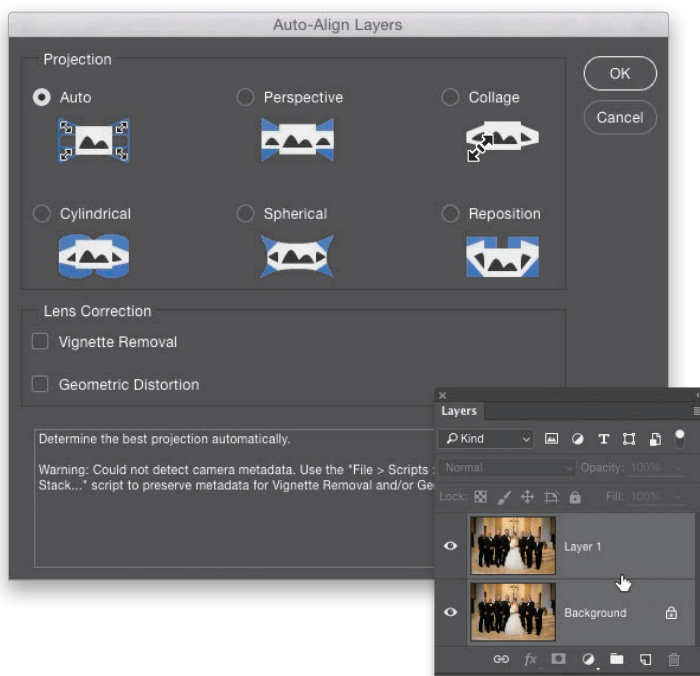 Auto-Align Layers
Projection
Auto
Perspective
Collage
Cylindrical
Spherical
Reposition
OK
Cancel
Lens Correction
Vignette Removal
Geometric Distortion
Determine the best projection automatically.
Warning: Could not detect camera metadata. Use the "File > Scripts
Stack..." script to preserve metadata for Vignette Removal and/or
Layers
Kind
Normal
Opacity: 100%
Lock:
Fill: 100%
Layer 1
Background
fx